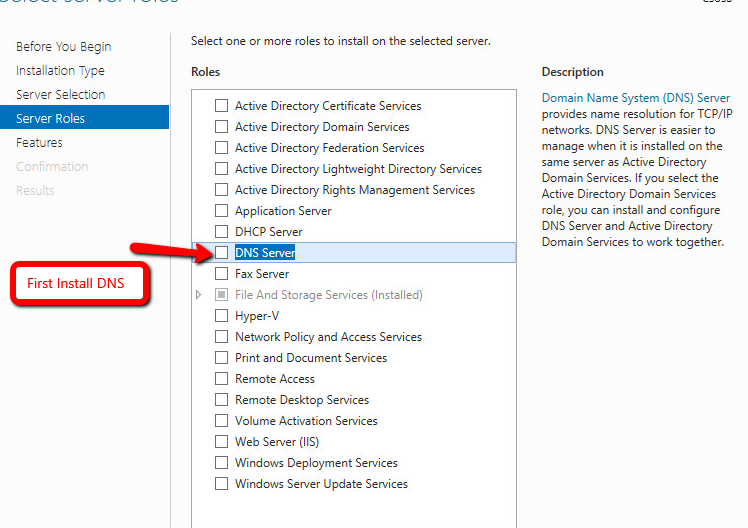 Before You Begin
Installation Type
Server Selection
Server Roles
Features
Confirmation
Results
First Install DNS
Select one or more roles to install on the selected server.
Roles
Active Directory Certificate Services
Active Directory Domain Services
Active Directory Federation Services
Active Directory Lightweight Directory Services
Active Directory Rights Management Services
Application Server
DHCP Server
DNS Server
Fax Server
File And Storage Services (Installed)
Hyper-V
Network Policy and Access Services
Print and Document Services
Remote Access
Remote Desktop Services
Volume Activation Services
Web Server (IIS)
Windows Deployment Services
Windows Server Update Services
Description
Domain Name System (DNS) Server
provides name resolution for TCP/IP
networks. DNS Server is easier to
manage when it is installed on the
same server as Active Directory
Domain Services. If you select the
Active Directory Domain Services
role, you can install and configure
DNS Server and Active Directory
Domain Services to work together.